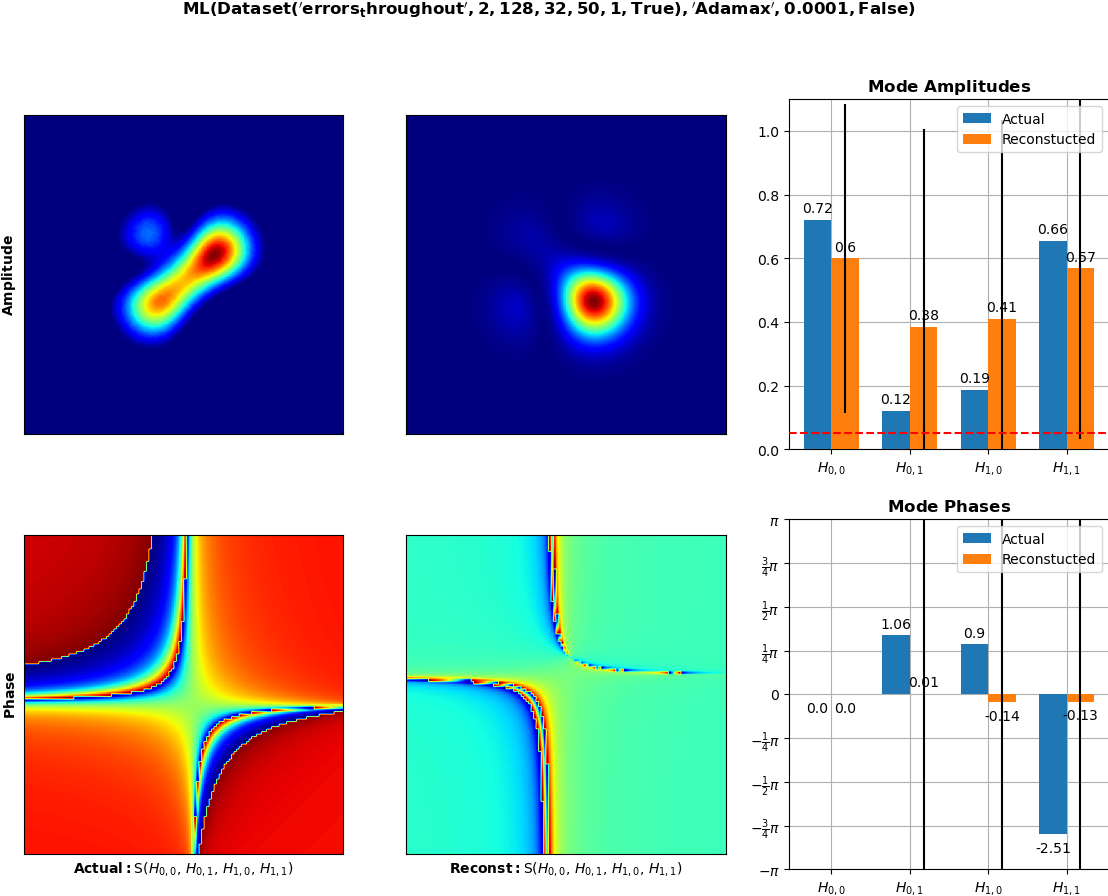 ML(Dataset('errors_throughout', 2, 128, 32, 50, 1, True), 'Adamax', 0.0001, False)
Amplitude
Mode Amplitudes
Actual
Reconstucted
1.0
0.8
0.6
0.4
0.2
0.0
0.72
0.6
0.12
0.38
0.19
0.41
0.66
0.57
H0,0
H0,1
H1,0
H1,1
Phase
Actual: S(H0,0, H0,1, H1,0, H1,1)
Reconst: S(H0,0, H0,1, H1,0, H1,1)
Mode Phases
Actual
Reconstucted
π
3/4π
1/2π
1/4π
0
−1/4π
−1/2π
−3/4π
−π
0.0
0.0
1.06
0.01
0.9
-0.14
-2.51
-0.13
H0,0
H0,1
H1,0
H1,1